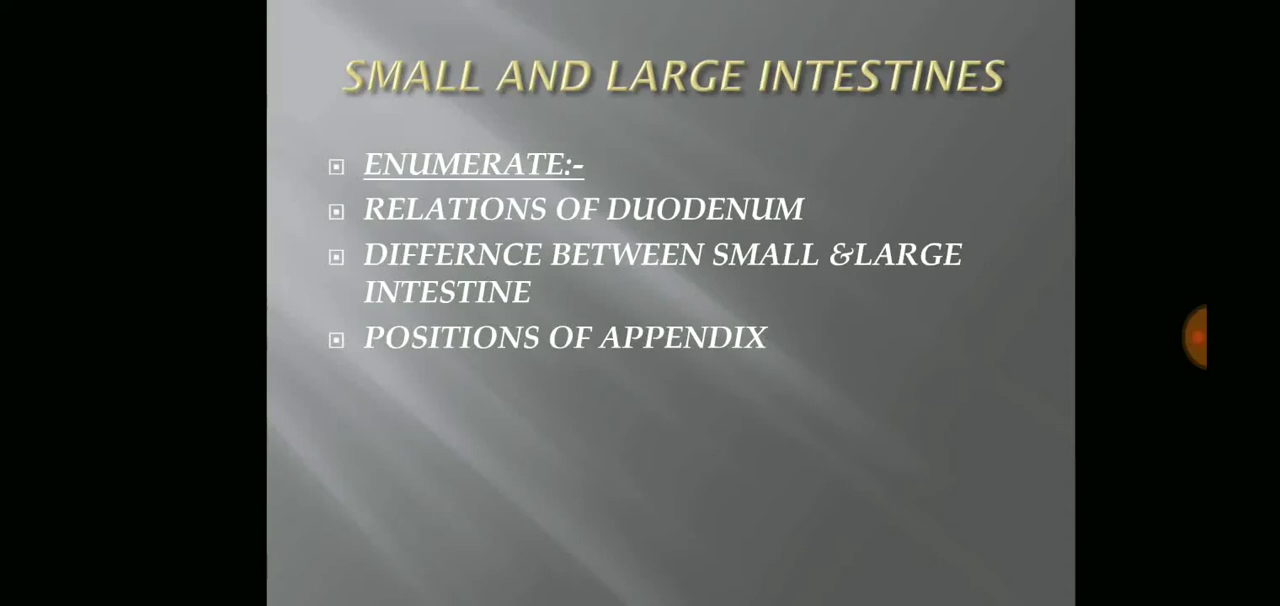 SMALL AND LARGE INTESTINES
ENUMERATE:-
RELATIONS OF DUODENUM
DIFFERNCE BETWEEN SMALL &LARGE
INTESTINE
POSITIONS OF APPENDIX